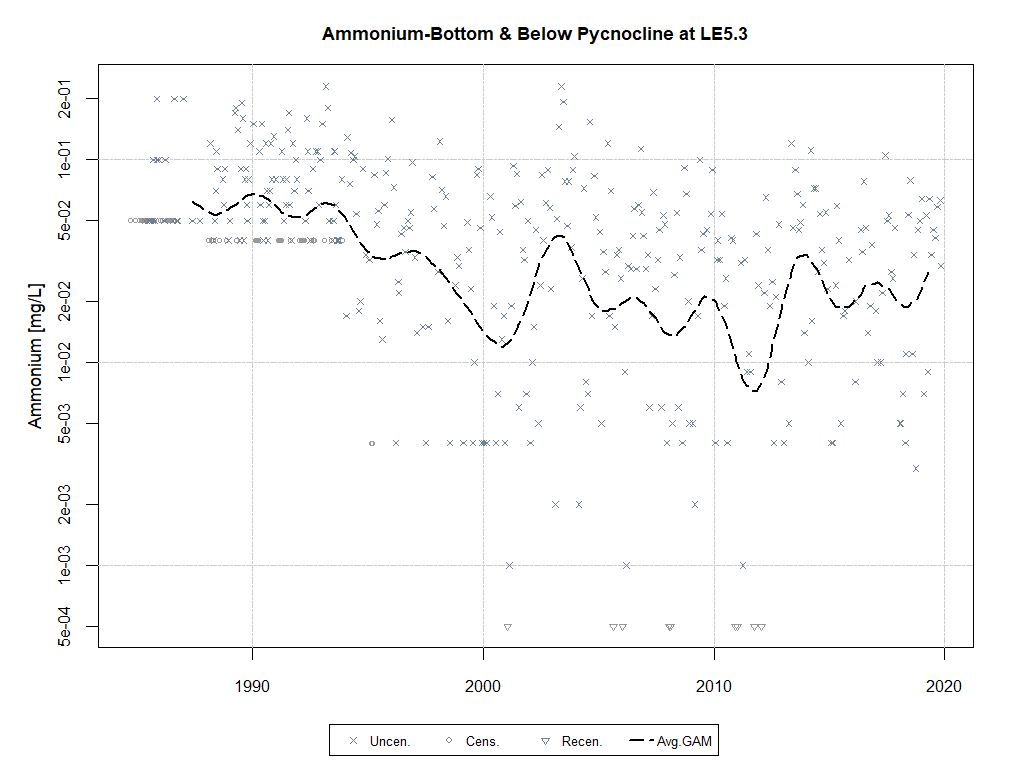 Ammonium-Bottom & Below Pycnocline at LE5.3
Ammonium [mg/L]
2e-01
1e-01
5e-02
2e-02
1e-02
5e-03
2e-03
1e-03
5e-04
1990 2000 2010 2020
Uncen. Cens. Recen. Avg.GAM